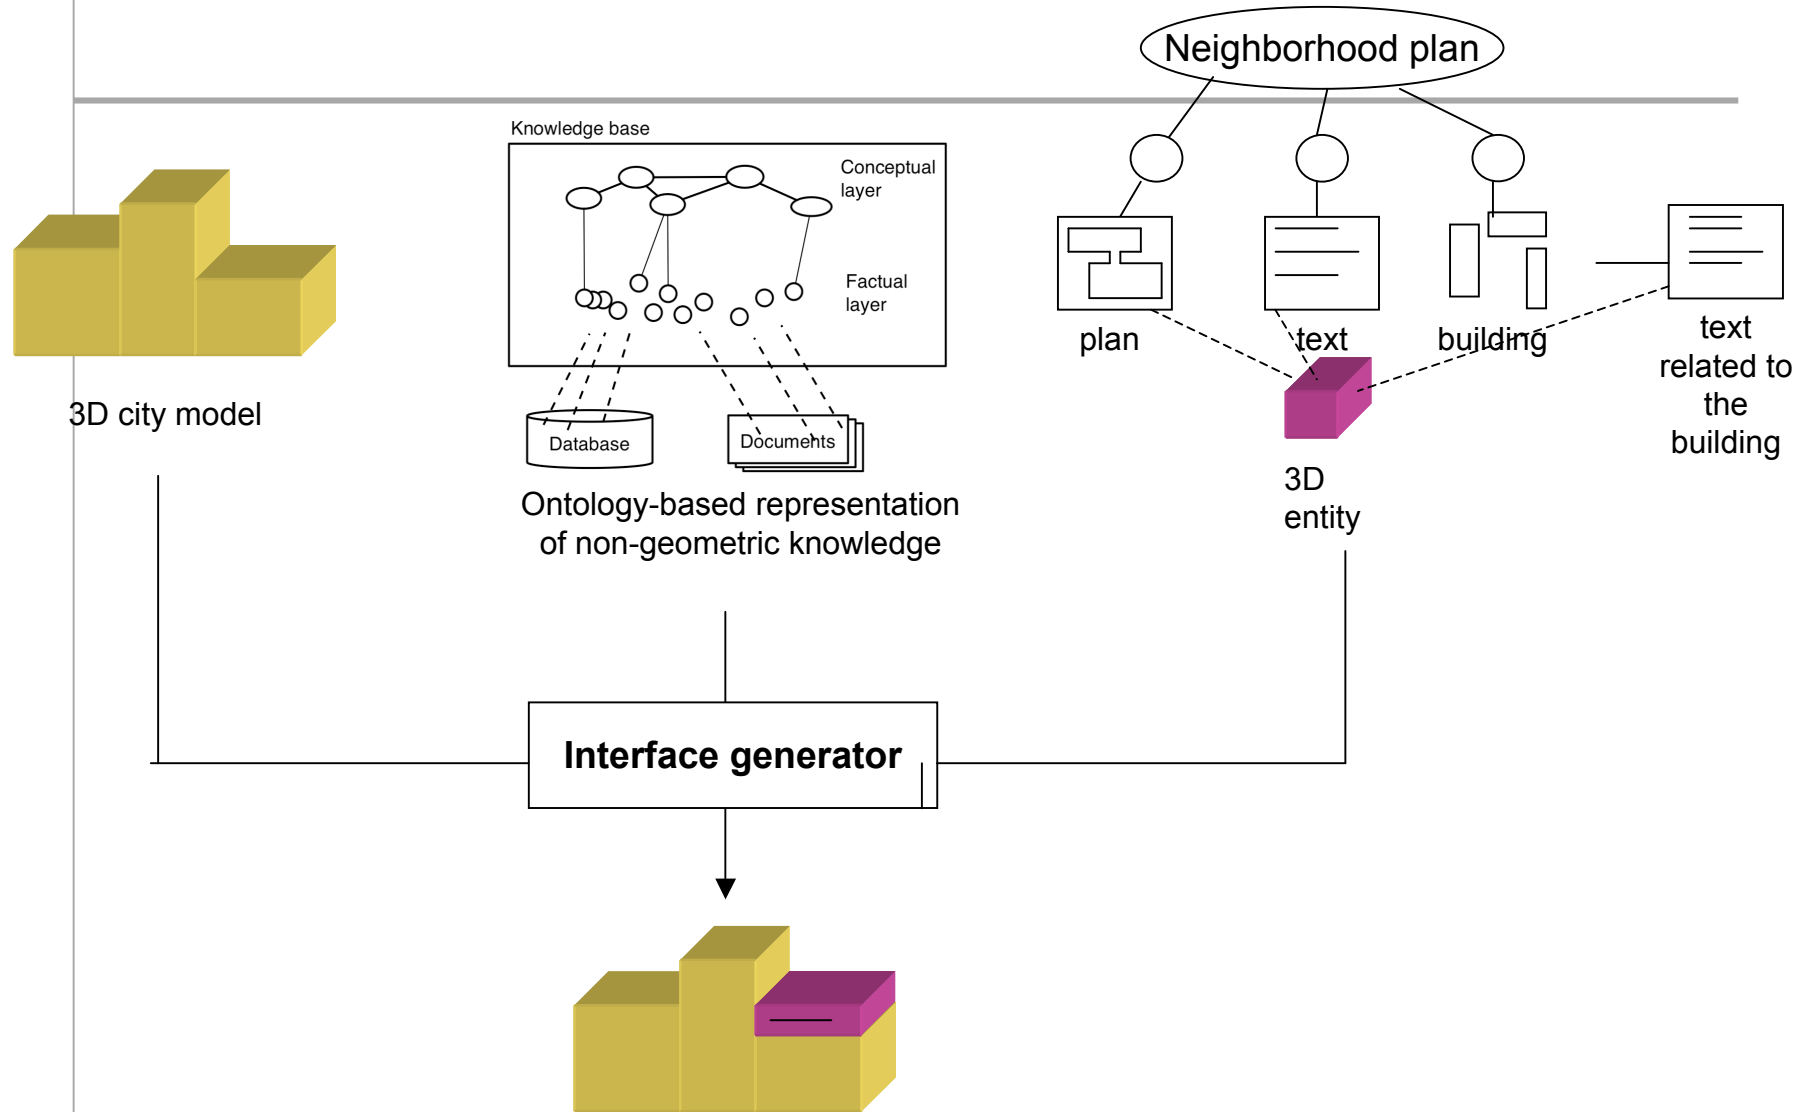 Neighborhood plan
Knowledge base
Conceptual
layer
Factual
layer
Database
Documents
3D city model
Ontology-based representation
of non-geometric knowledge
plan
text
building
text
related to
the
building
3D
entity
Interface generator